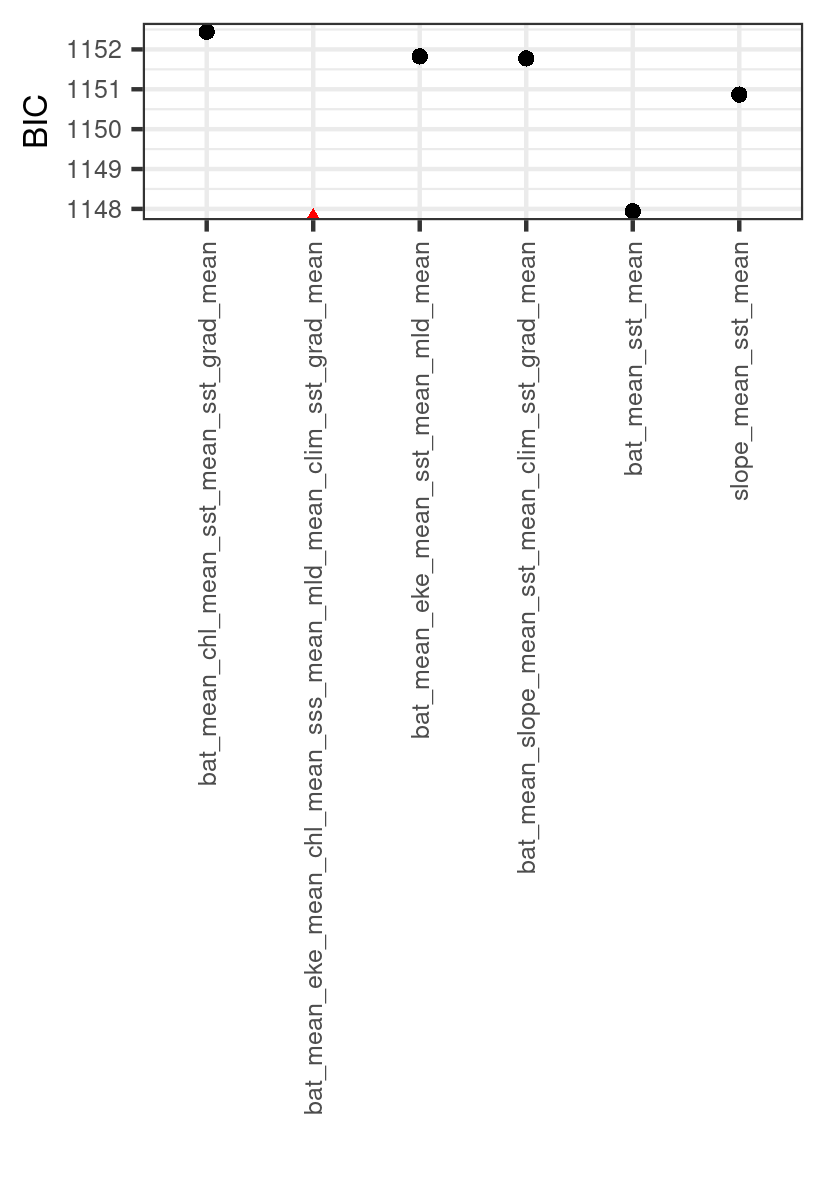 BIC
1152
1151
1150
1149
1148
bat_mean_chl_mean_sst_mean_sst_grad_mean
bat_mean_eke_mean_chl_mean_sss_mean_mld_mean_clim_sst_grad_mean
bat_mean_eke_mean_sst_mean_mld_mean
bat_mean_slope_mean_sst_mean_clim_sst_grad_mean
bat_mean_sst_mean
slope_mean_sst_mean